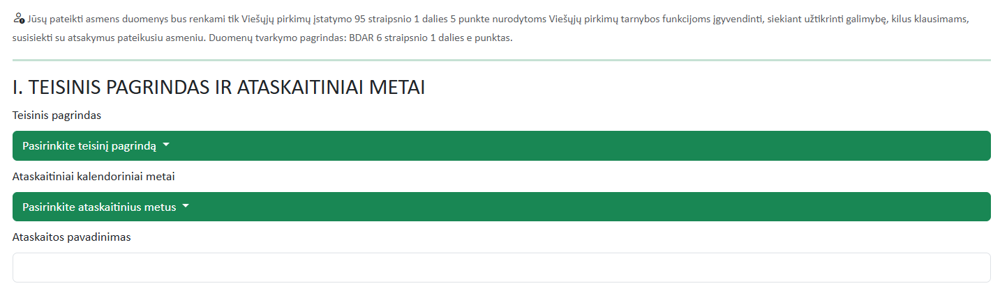 Jūsų pateikti asmens duomenys bus renkami tik Viešųjų pirkimų įstatymo 95 straipsnio 1 dalies 5 punkte nurodytoms Viešųjų pirkimų tarnybos funkcijoms įgyvendinti, siekiant užtikrinti galimybę, kilus klausimams,
susisiekti su atsakymus pateikusiu asmeniu. Duomenų tvarkymo pagrindas: BDAR 6 straipsnio 1 dalies e punktas.
I. TEISINIS PAGRINDAS IR ATASKAITINIAI METAI
Teisinis pagrindas
Pasirinkite teisinį pagrindą
Ataskaitiniai kalendoriniai metai
Pasirinkite ataskaitinius metus
Ataskaitos pavadinimas